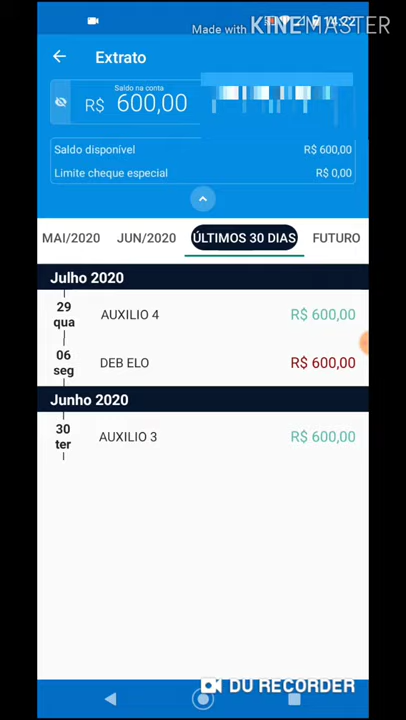 Made with KINEMASTER
14:22
Extrato
Saldo na conta
R$ 600,00
Saldo disponível R$ 600,00
Limite cheque especial R$ 0,00
MAI/2020 JUN/2020 ÚLTIMOS 30 DIAS FUTURO
Julho 2020
29 qua AUXILIO 4 R$ 600,00
06 seg DEB ELO R$ 600,00
Junho 2020
30 ter AUXILIO 3 R$ 600,00
DU RECORDER